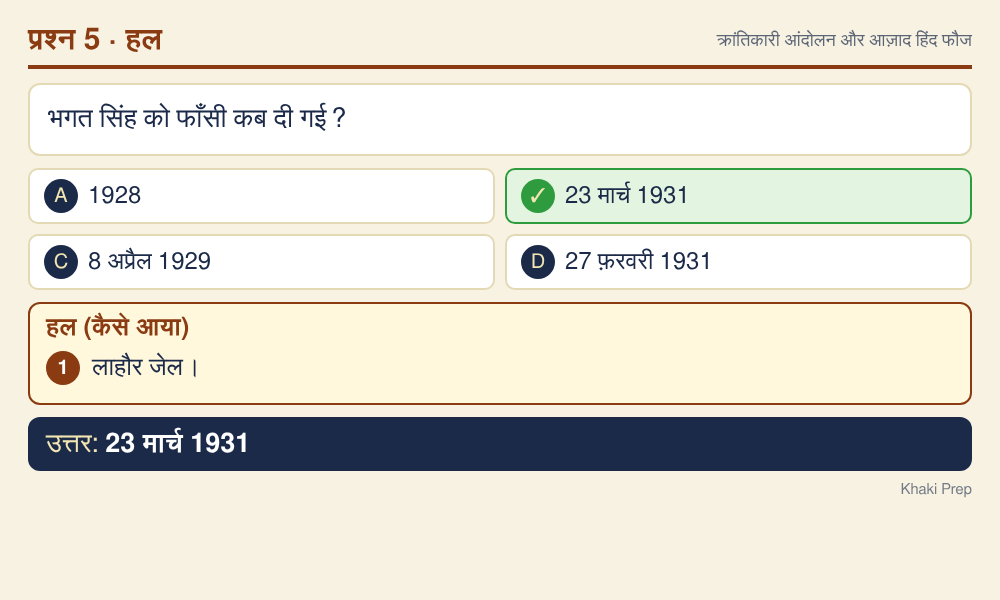 प्रश्न 5 · हल
क्रांतिकारी आंदोलन और आज़ाद हिंद फौज
भगत सिंह को फाँसी कब दी गई ?
A 1928
✓ 23 मार्च 1931
C 8 अप्रैल 1929
D 27 फ़रवरी 1931
हल (कैसे आया)
1 लाहौर जेल।
उत्तर: 23 मार्च 1931
Khaki Prep